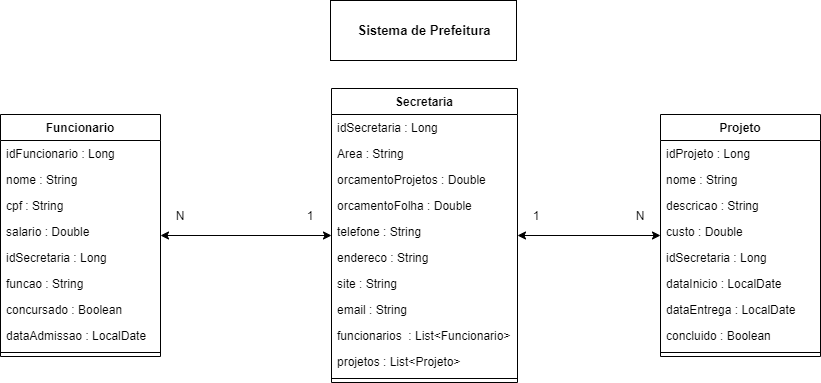 Sistema de Prefeitura
Funcionario
idFuncionario : Long
nome : String
cpf : String
salario : Double
idSecretaria : Long
funcao : String
concursado : Boolean
dataAdmissao : LocalDate
N
1
Secretaria
idSecretaria : Long
Area : String
orcamentoProjetos : Double
orcamentoFolha : Double
telefone : String
endereco : String
site : String
email : String
funcionarios : List<Funcionario>
projetos : List<Projeto>
1
N
Projeto
idProjeto : Long
nome : String
descricao : String
custo : Double
idSecretaria : Long
dataInicio : LocalDate
dataEntrega : LocalDate
concluido : Boolean